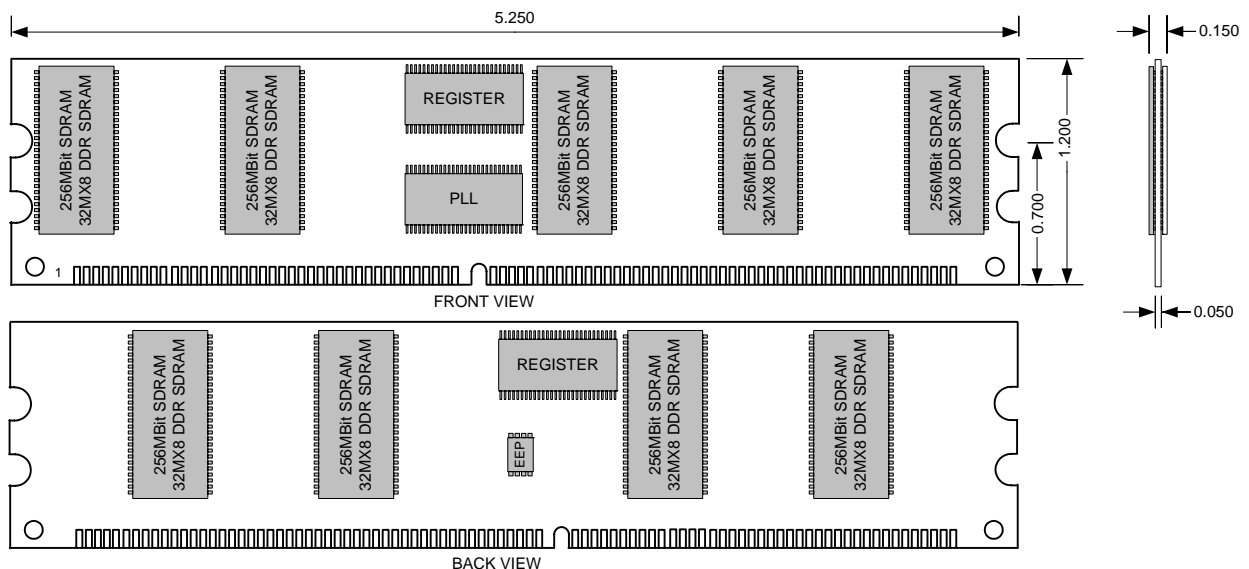 5.250
0.150
256MBit SDRAM
32MX8 DDR SDRAM
256MBit SDRAM
32MX8 DDR SDRAM
REGISTER
PLL
256MBit SDRAM
32MX8 DDR SDRAM
256MBit SDRAM
32MX8 DDR SDRAM
256MBit SDRAM
32MX8 DDR SDRAM
0.700
1.200
1
FRONT VIEW
0.050
256MBit SDRAM
32MX8 DDR SDRAM
256MBit SDRAM
32MX8 DDR SDRAM
REGISTER
EEP
256MBit SDRAM
32MX8 DDR SDRAM
256MBit SDRAM
32MX8 DDR SDRAM
BACK VIEW